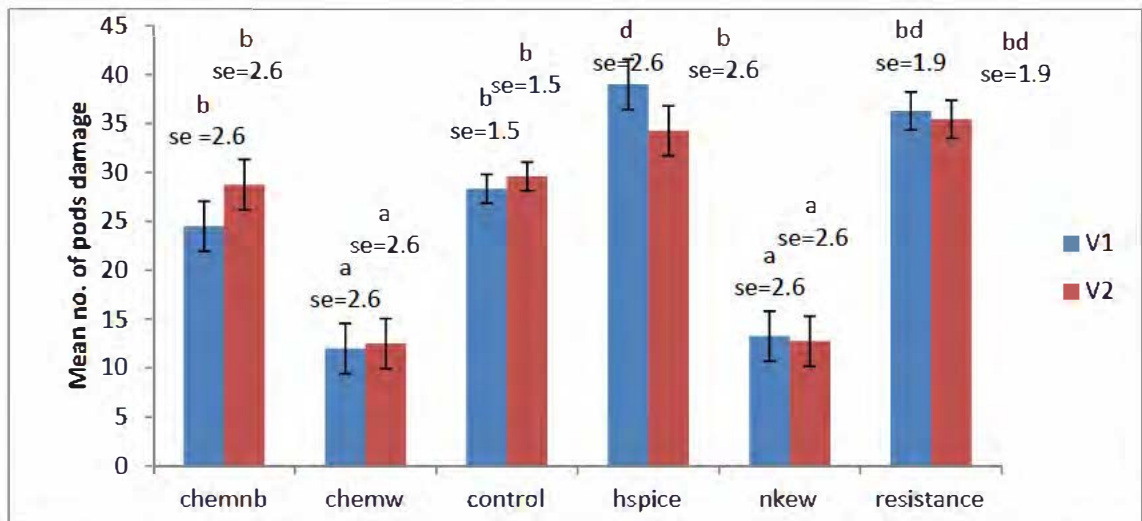 45
40
35
30
25
20
15
10
5
0
Mean no. of pods damage
b
se=2.6
b
se =2.6
a
se=2.6
a
se=2.6
b
se=1.5
b
se=1.5
d
se=2.6
b
se=2.6
a
se=2.6
a
se=2.6
bd
se=1.9
bd
se=1.9
chemnb chemw control hspice nkew resistance
V1
V2